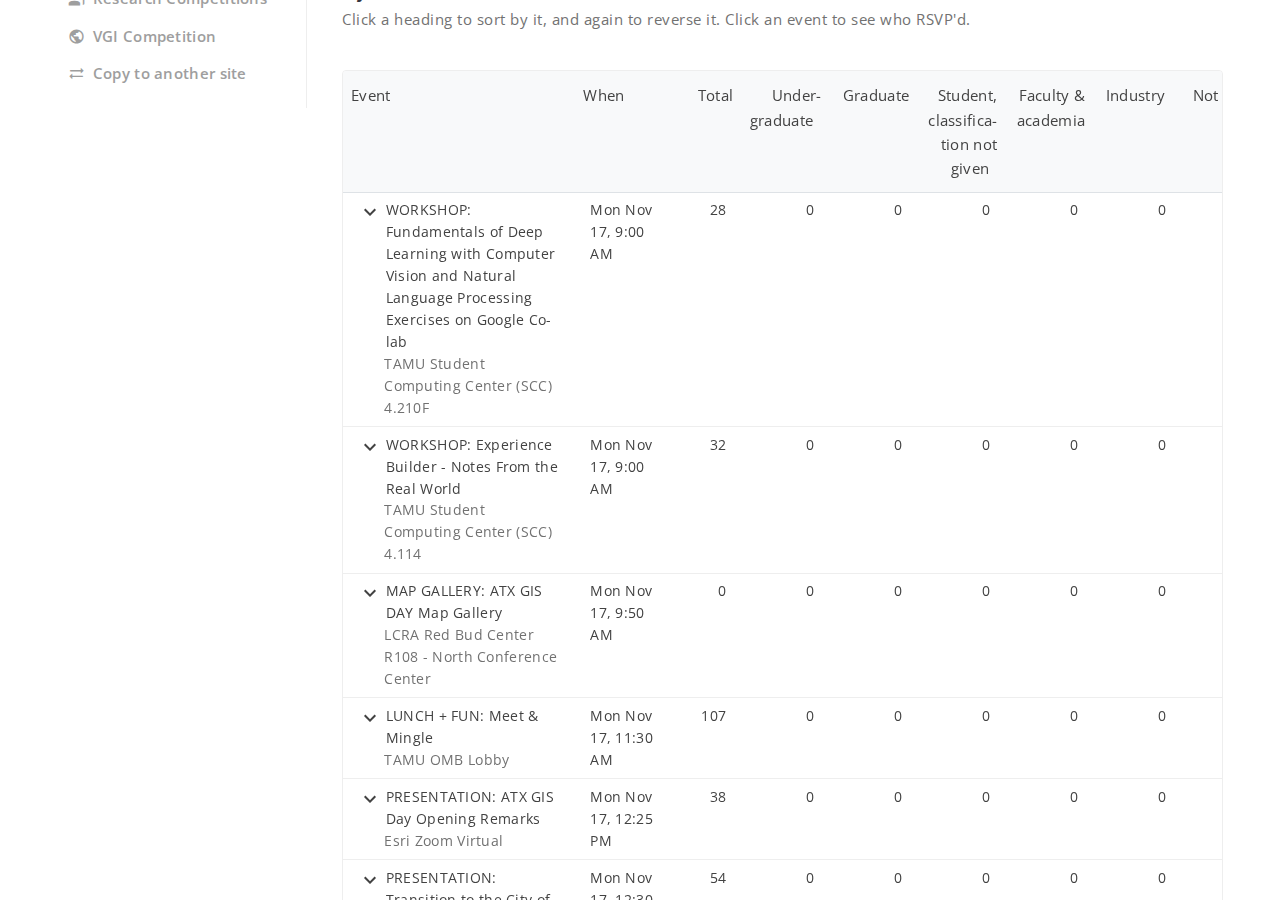 Research Competitions
VGI Competition
Copy to another site
Click a heading to sort by it, and again to reverse it. Click an event to see who RSVP'd.
Event When Total Under- Graduate Student, Faculty & Industry Not
graduate classifica- academia
tion not
given
WORKSHOP: Mon Nov 28 0 0 0 0 0
Fundamentals of Deep 17, 9:00
Learning with Computer AM
Vision and Natural
Language Processing
Exercises on Google Co-
lab
TAMU Student
Computing Center (SCC)
4.210F
WORKSHOP: Experience Mon Nov 32 0 0 0 0 0
Builder - Notes From the 17, 9:00
Real World AM
TAMU Student
Computing Center (SCC)
4.114
MAP GALLERY: ATX GIS Mon Nov 0 0 0 0 0 0
DAY Map Gallery 17, 9:50
LCRA Red Bud Center AM
R108 - North Conference
Center
LUNCH + FUN: Meet & Mon Nov 107 0 0 0 0 0
Mingle 17, 11:30
TAMU OMB Lobby AM
PRESENTATION: ATX GIS Mon Nov 38 0 0 0 0 0
Day Opening Remarks 17, 12:25
Esri Zoom Virtual PM
PRESENTATION: Mon Nov 54 0 0 0 0 0
Transition to the City of 17, 12:30